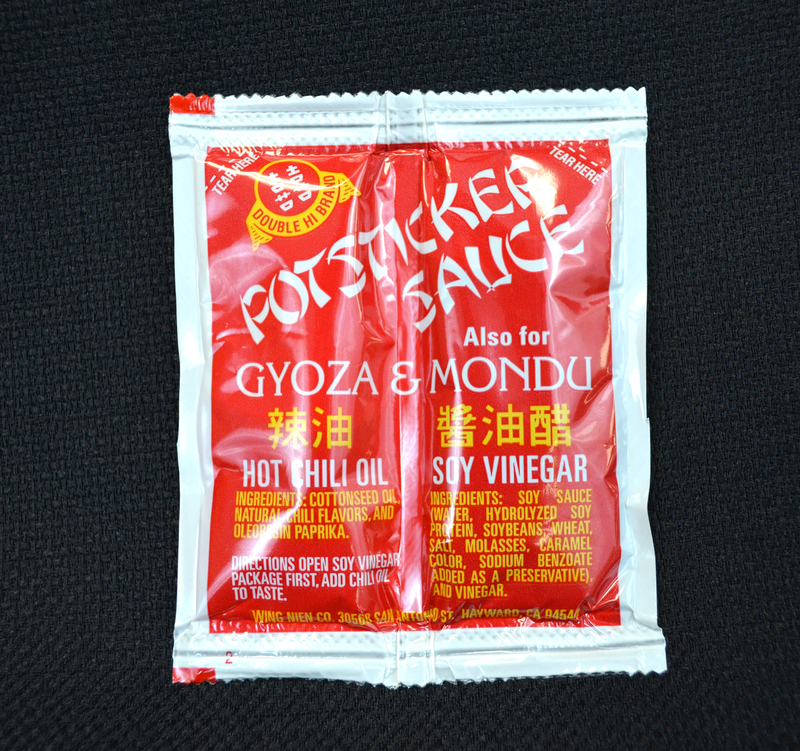 TEAR HERE
TEAR HERE
DOUBLE HI BRAND
POTSTICKER
SAUCE
Also for
GYOZA & MONDU
辣油
HOT CHILI OIL
INGREDIENTS: COTTONSEED OIL,
NATURAL CHILI FLAVORS, AND
OLEORESIN PAPRIKA.
DIRECTIONS OPEN SOY VINEGAR
PACKAGE FIRST, ADD CHILI OIL
TO TASTE.
醬油醋
SOY VINEGAR
INGREDIENTS: SOY SAUCE
(WATER, HYDROLYZED SOY
PROTEIN, SOYBEANS, WHEAT,
SALT, MOLASSES, CARAMEL
COLOR, SODIUM BENZOATE
(ADDED AS A PRESERVATIVE),
AND VINEGAR.
WING NIEN CO. 30568 SAN ANTONIO ST., HAYWARD, CA 94544
2